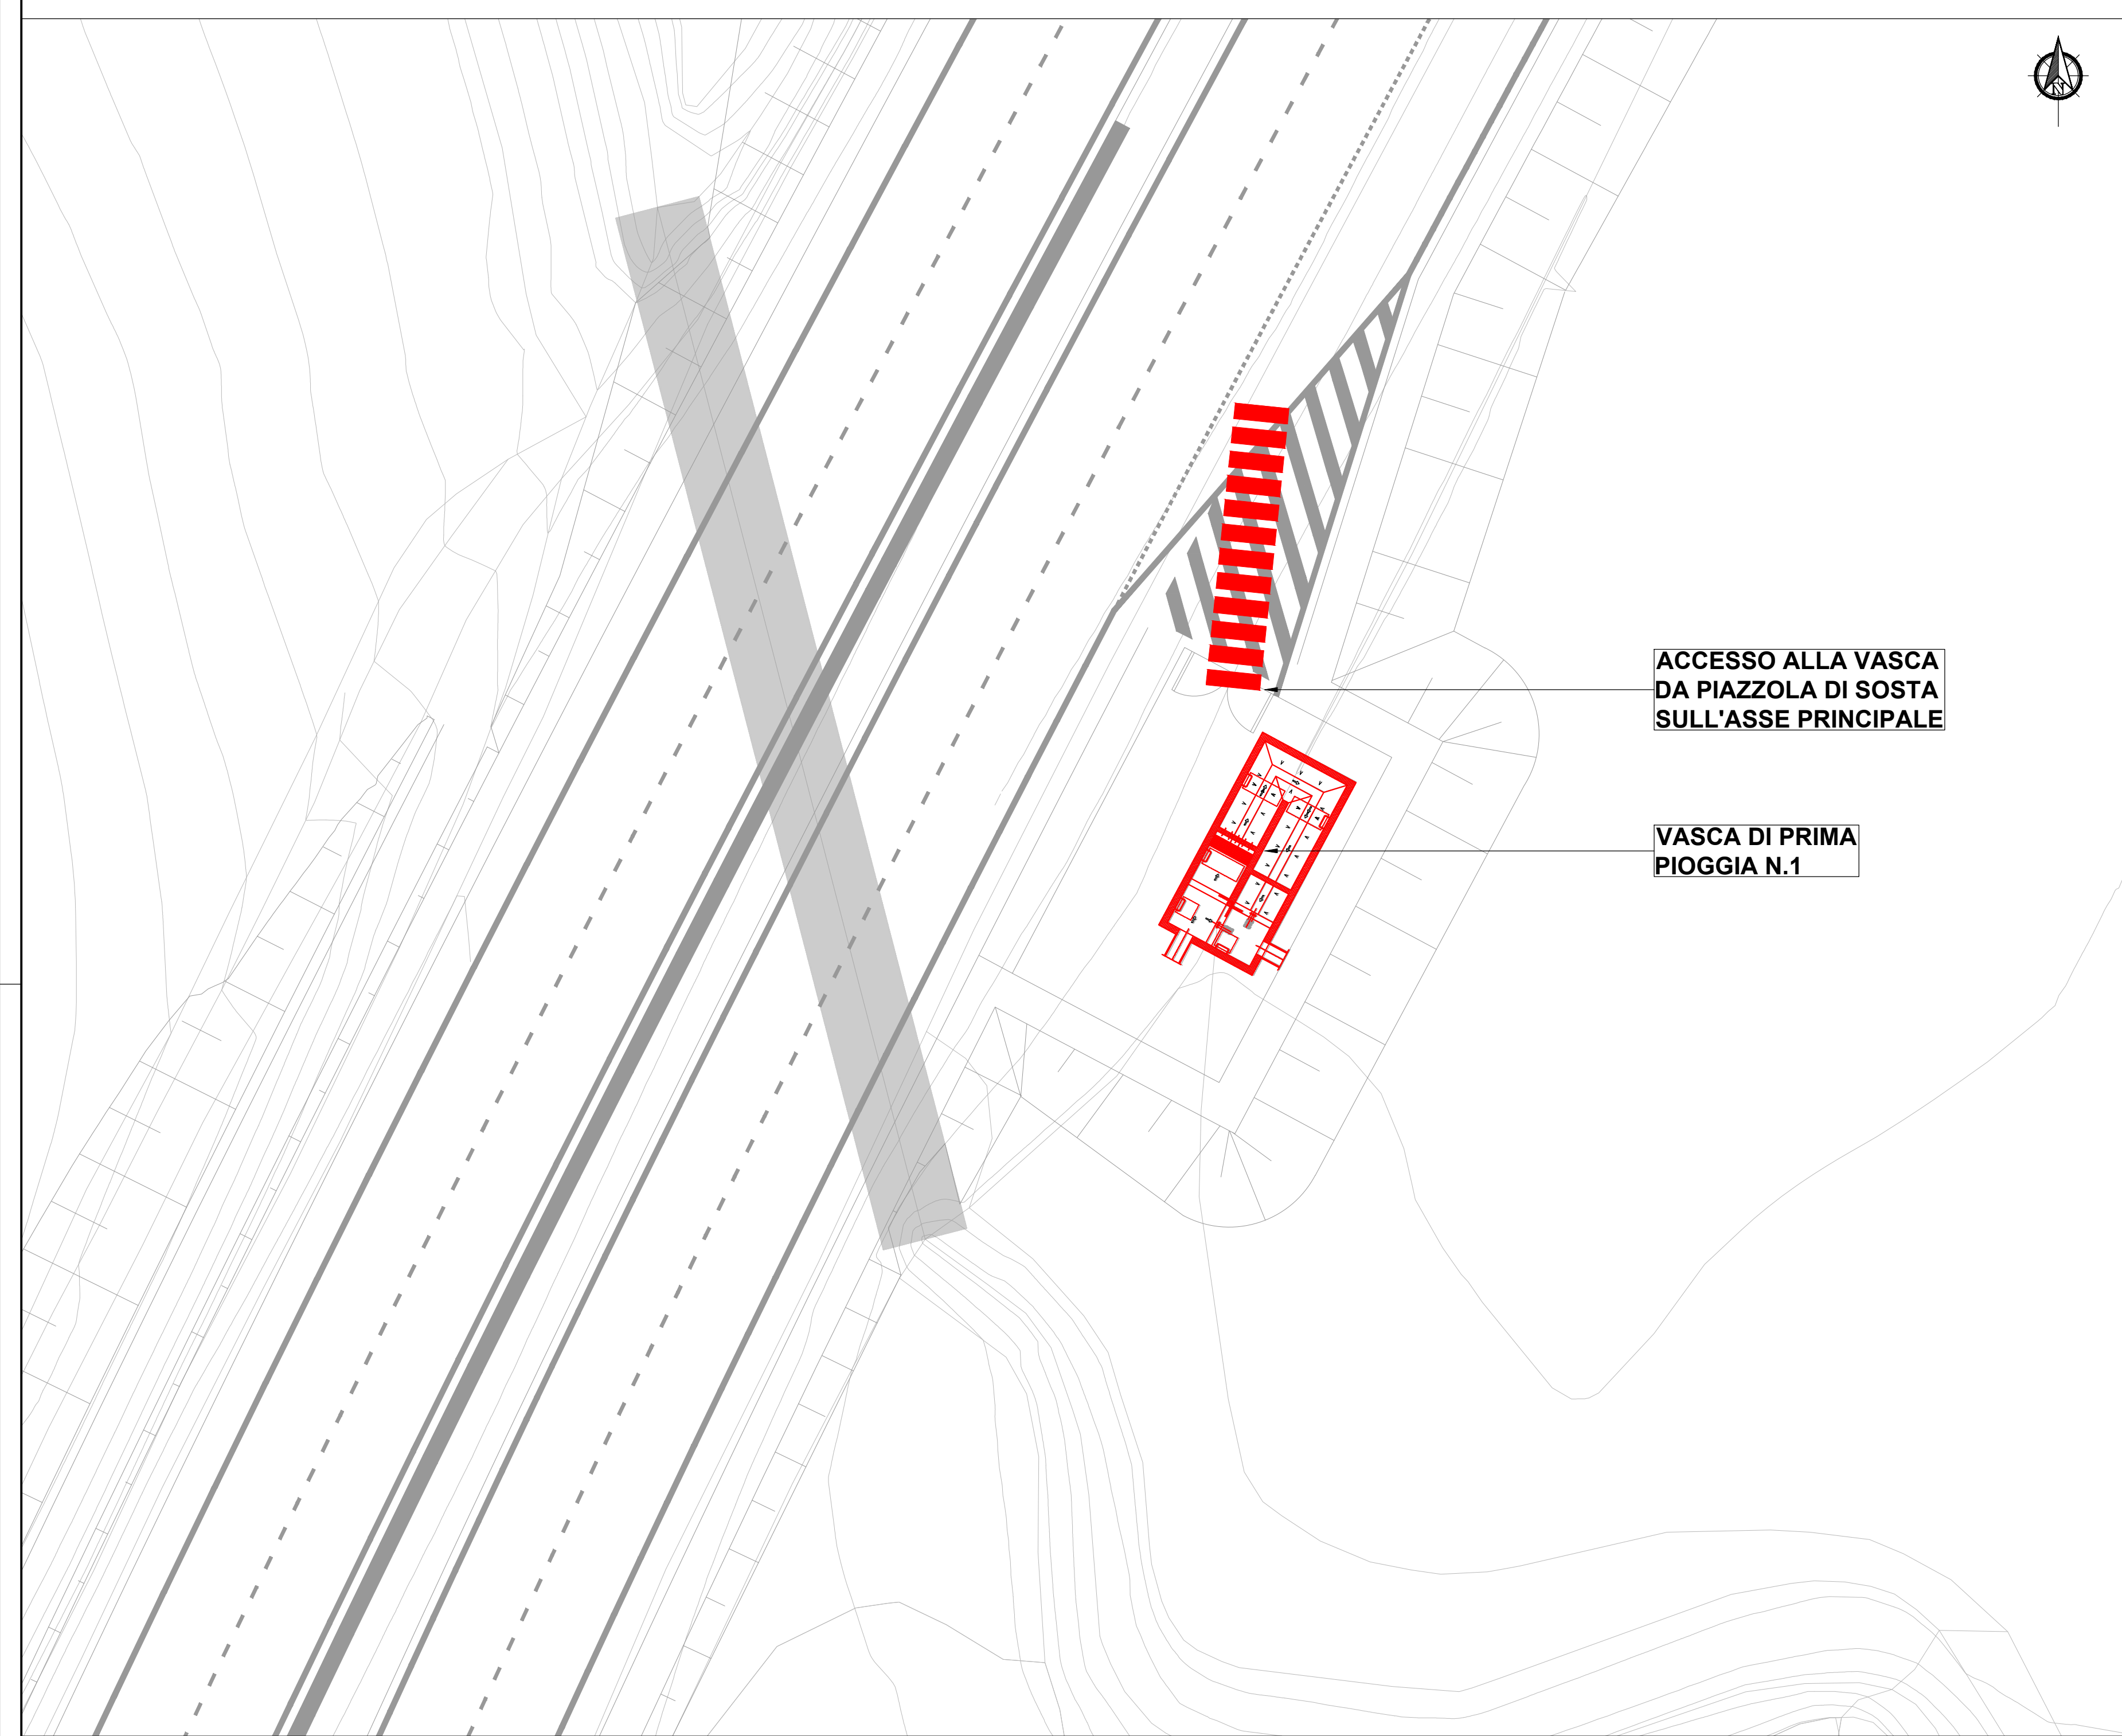 N
ACCESSO ALLA VASCA
DA PIAZZOLA DI SOSTA
SULL'ASSE PRINCIPALE
VASCA DI PRIMA
PIOGGIA N.1